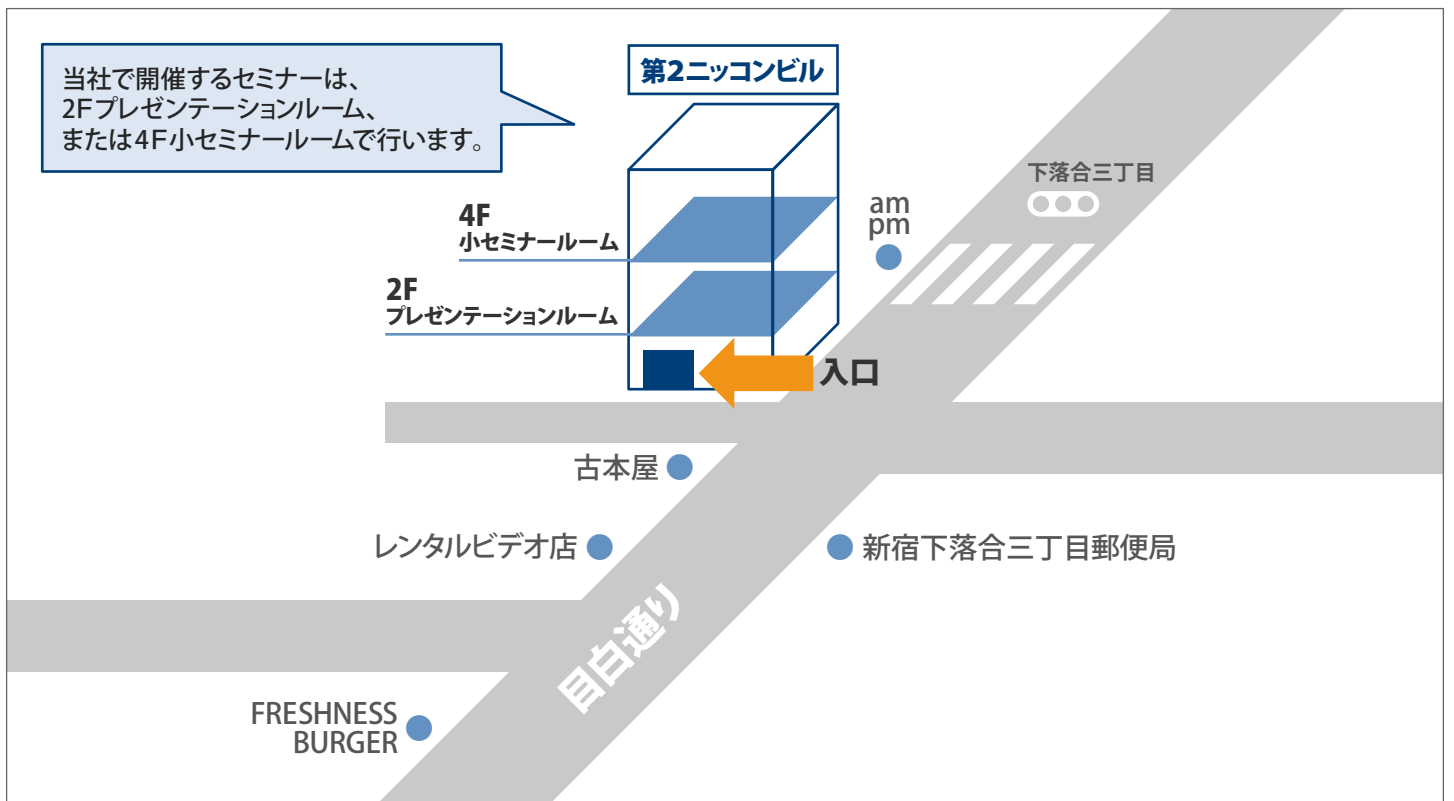 当社で開催するセミナーは、
2Fプレゼンテーションルーム、
または4F小セミナールームで行います。
第2ニッコンビル
下落合三丁目
am
pm
4F
小セミナールーム
2F
プレゼンテーションルーム
入口
古本屋
レンタルビデオ店
新宿下落合三丁目郵便局
目白通り
FRESHNESS
BURGER